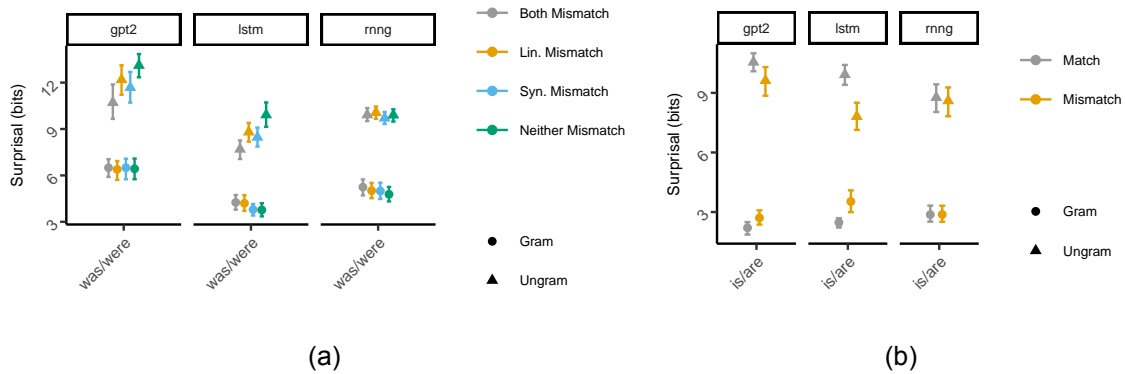 gpt2
lstm
rnng
Surprisal (bits)
12
9
6
3
was/were
was/were
was/were
Both Mismatch
Lin. Mismatch
Syn. Mismatch
Neither Mismatch
Gram
Ungram
(a)
gpt2
lstm
rnng
Surprisal (bits)
9
6
3
is/are
is/are
is/are
Match
Mismatch
Gram
Ungram
(b)